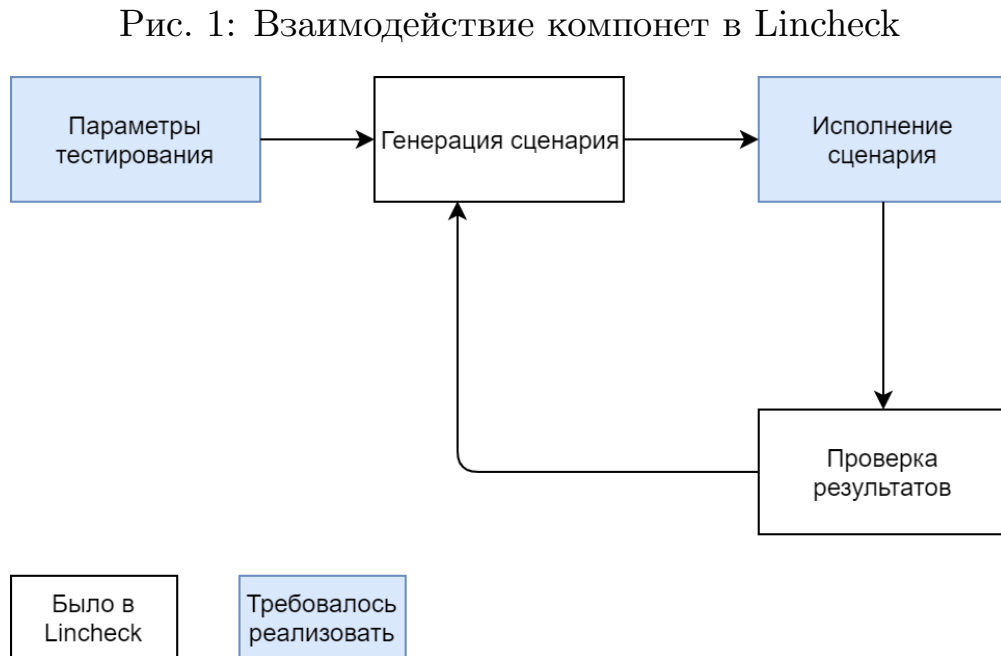 Рис. 1: Взаимодействие компонет в Lincheck
Параметры
тестирования
Генерация сценария
Исполнение
сценария
Проверка
результатов
Было в
Lincheck
Требовалось
реализовать